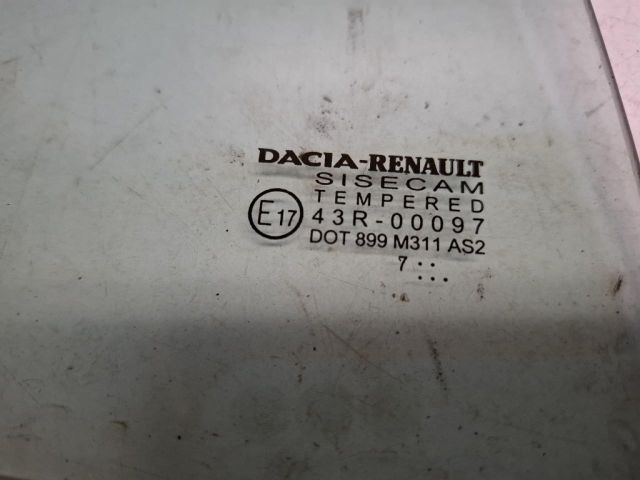 DACIA-RENAULT
SISECAM
TEMPERED
E17 43R-00097
DOT 899 M311 AS2
7